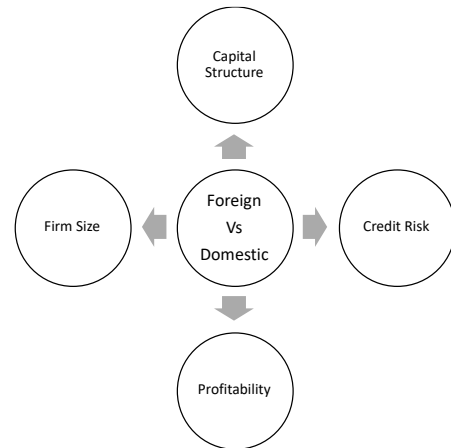 Capital
Structure
Firm Size
Foreign
Vs
Domestic
Credit Risk
Profitability